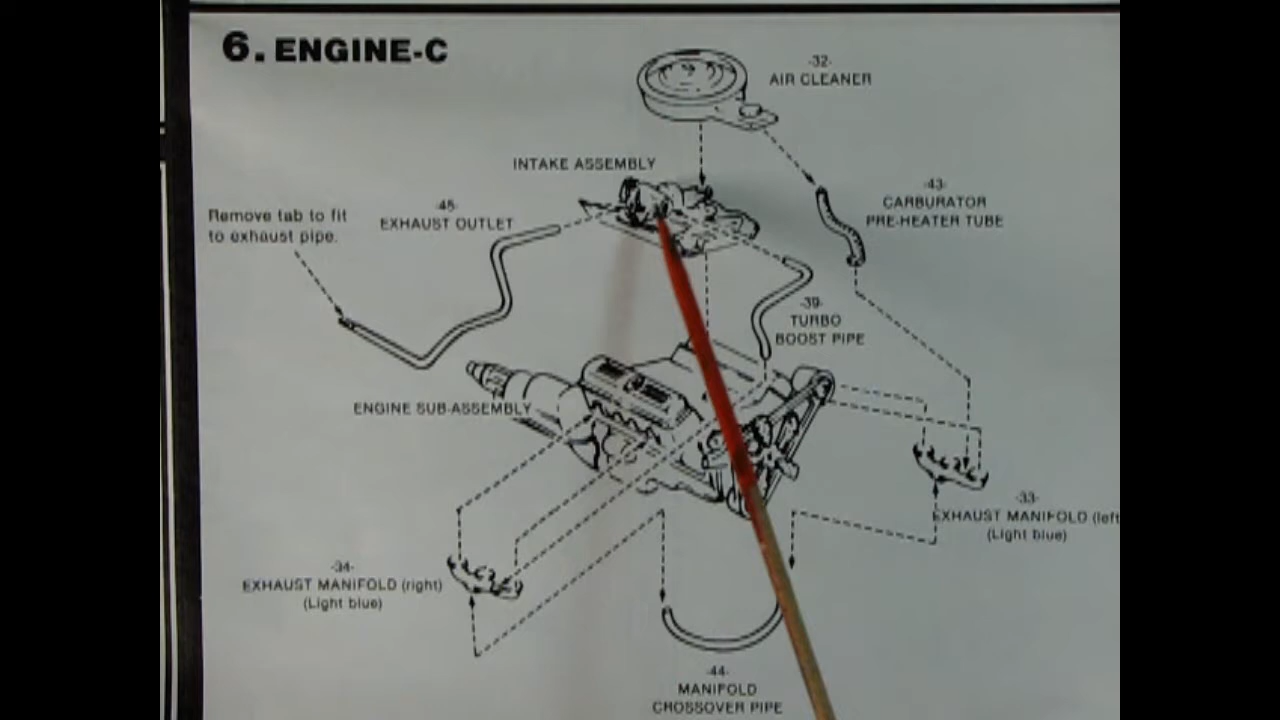 6. ENGINE-C
-32-
AIR CLEANER
INTAKE ASSEMBLY
-43-
CARBURATOR
PRE-HEATER TUBE
-45-
EXHAUST OUTLET
Remove tab to fit
to exhaust pipe.
-39-
TURBO
BOOST PIPE
ENGINE SUB-ASSEMBLY
-33-
EXHAUST MANIFOLD (left
(Light blue)
-34-
EXHAUST MANIFOLD (right)
(Light blue)
-44-
MANIFOLD
CROSSOVER PIPE